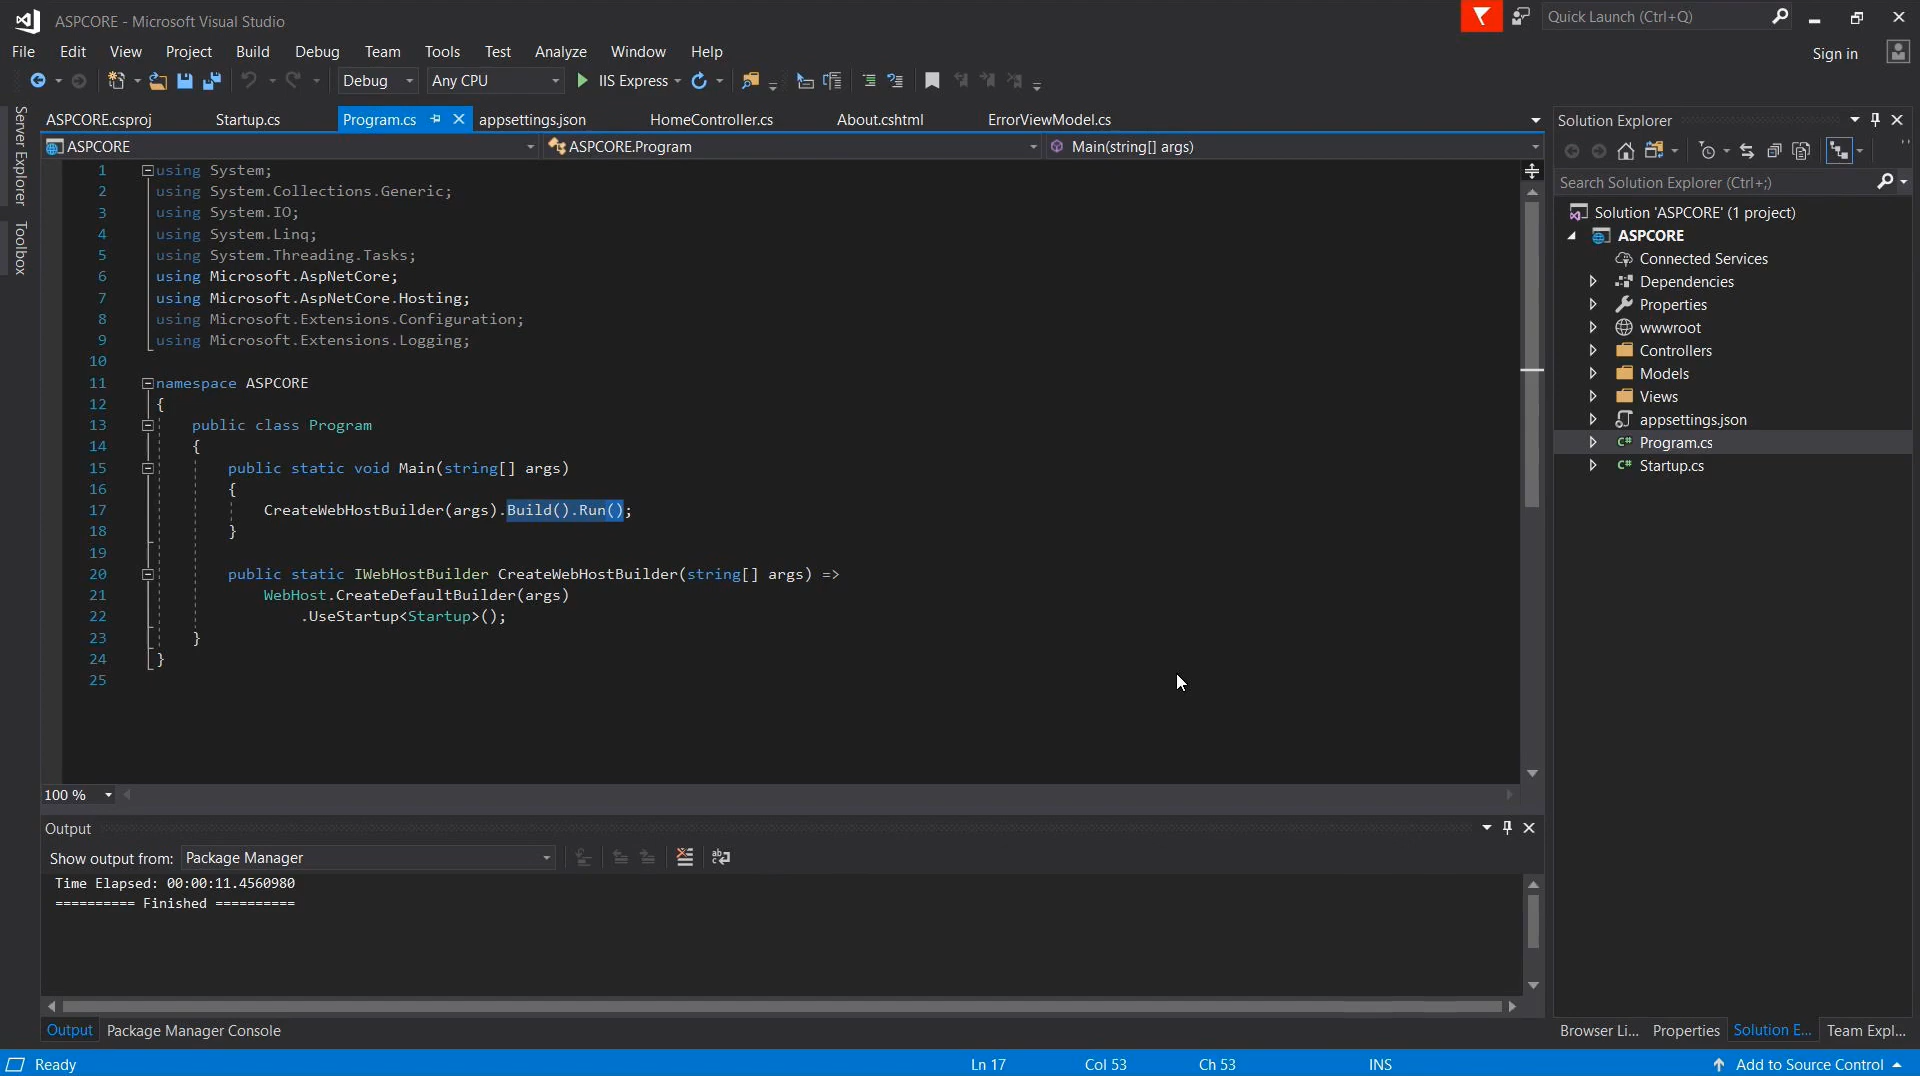 ASPCORE - Microsoft Visual Studio
Quick Launch (Ctrl+Q)
File Edit View Project Build Debug Team Tools Test Analyze Window Help
Sign in
Debug Any CPU IIS Express
Server Explorer
Toolbox
ASPCORE.csproj Startup.cs Program.cs appsettings.json HomeController.cs About.cshtml ErrorViewModel.cs
ASPCORE ASPCORE.Program Main(string[] args)
1 using System;
2 using System.Collections.Generic;
3 using System.IO;
4 using System.Linq;
5 using System.Threading.Tasks;
6 using Microsoft.AspNetCore;
7 using Microsoft.AspNetCore.Hosting;
8 using Microsoft.Extensions.Configuration;
9 using Microsoft.Extensions.Logging;
10
11 namespace ASPCORE
12 {
13 public class Program
14 {
15 public static void Main(string[] args)
16 {
17 CreateWebHostBuilder(args).Build().Run();
18 }
19
20 public static IWebHostBuilder CreateWebHostBuilder(string[] args) =>
21 WebHost.CreateDefaultBuilder(args)
22 .UseStartup<Startup>();
23 }
24 }
25
100 %
Output
Show output from: Package Manager
Time Elapsed: 00:00:11.4560980
========== Finished ==========
Output Package Manager Console
Solution Explorer
Search Solution Explorer (Ctrl+;)
Solution 'ASPCORE' (1 project)
ASPCORE
Connected Services
Dependencies
Properties
wwwroot
Controllers
Models
Views
appsettings.json
C# Program.cs
C# Startup.cs
Browser Li... Properties Solution E... Team Expl...
Ready Ln 17 Col 53 Ch 53 INS Add to Source Control